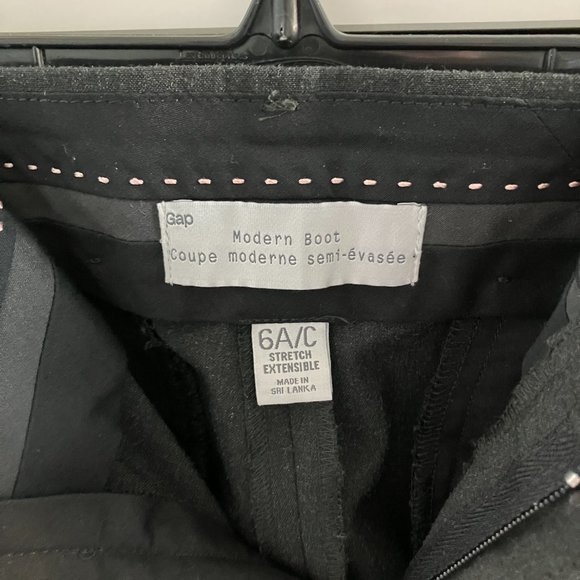 Gap
Modern Boot
Coupe moderne semi-évasée
6A/C
STRETCH
EXTENSIBLE
MADE IN
SRI LANKA